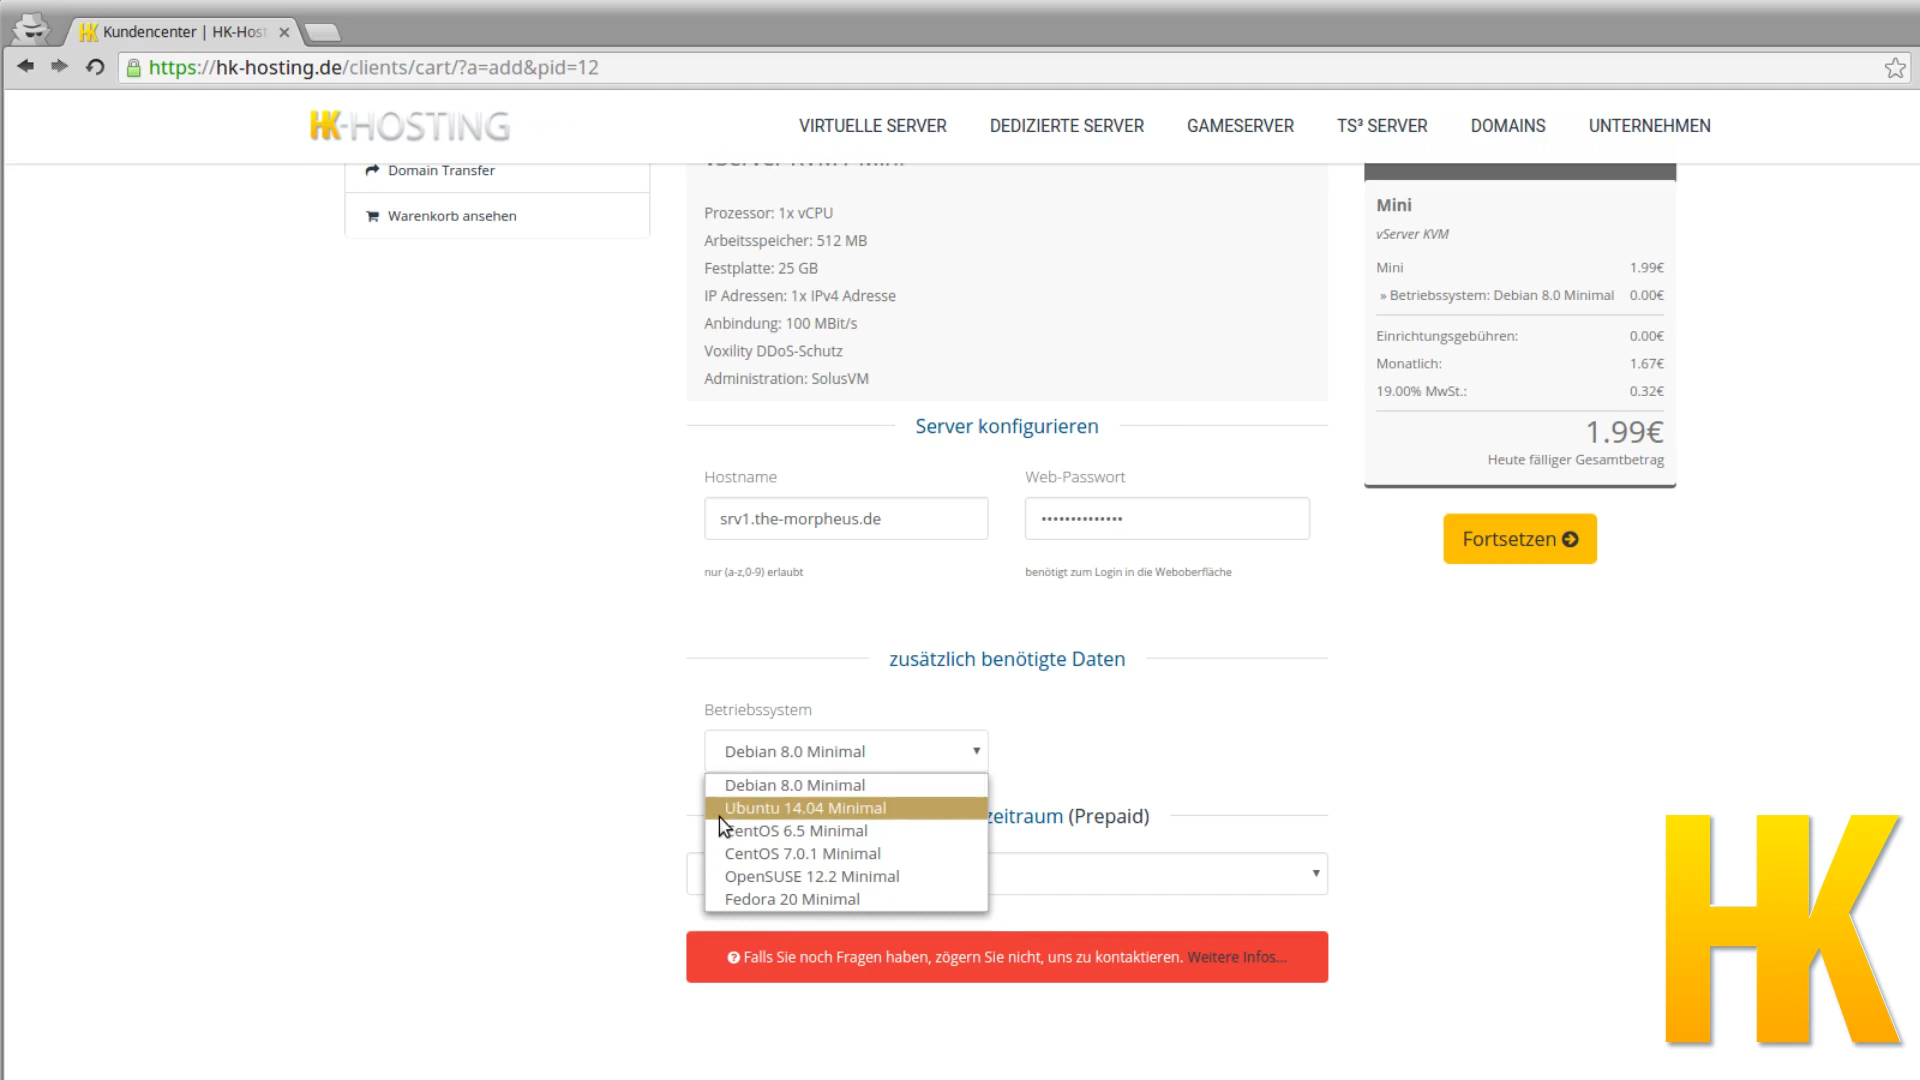 Kundencenter | HK-Host
https://hk-hosting.de/clients/cart/?a=add&pid=12
HK-HOSTING
VIRTUELLE SERVER
DEDIZIERTE SERVER
GAMESERVER
TS³ SERVER
DOMAINS
UNTERNEHMEN
Domain Transfer
Warenkorb ansehen
Prozessor: 1x vCPU
Arbeitsspeicher: 512 MB
Festplatte: 25 GB
IP Adressen: 1x IPv4 Adresse
Anbindung: 100 MBit/s
Voxility DDoS-Schutz
Administration: SolusVM
Server konfigurieren
Hostname
Web-Passwort
srv1.the-morpheus.de
••••••••••••••
nur (a-z,0-9) erlaubt
benötigt zum Login in die Weboberfläche
zusätzlich benötigte Daten
Betriebssystem
Debian 8.0 Minimal
Debian 8.0 Minimal
Ubuntu 14.04 Minimal
CentOS 6.5 Minimal
CentOS 7.0.1 Minimal
OpenSUSE 12.2 Minimal
Fedora 20 Minimal
zeitraum (Prepaid)
Falls Sie noch Fragen haben, zögern Sie nicht, uns zu kontaktieren. Weitere Infos...
Mini
vServer KVM
Mini 1.99€
» Betriebssystem: Debian 8.0 Minimal 0.00€
Einrichtungsgebühren: 0.00€
Monatlich: 1.67€
19.00% MwSt.: 0.32€
1.99€
Heute fälliger Gesamtbetrag
Fortsetzen
HK